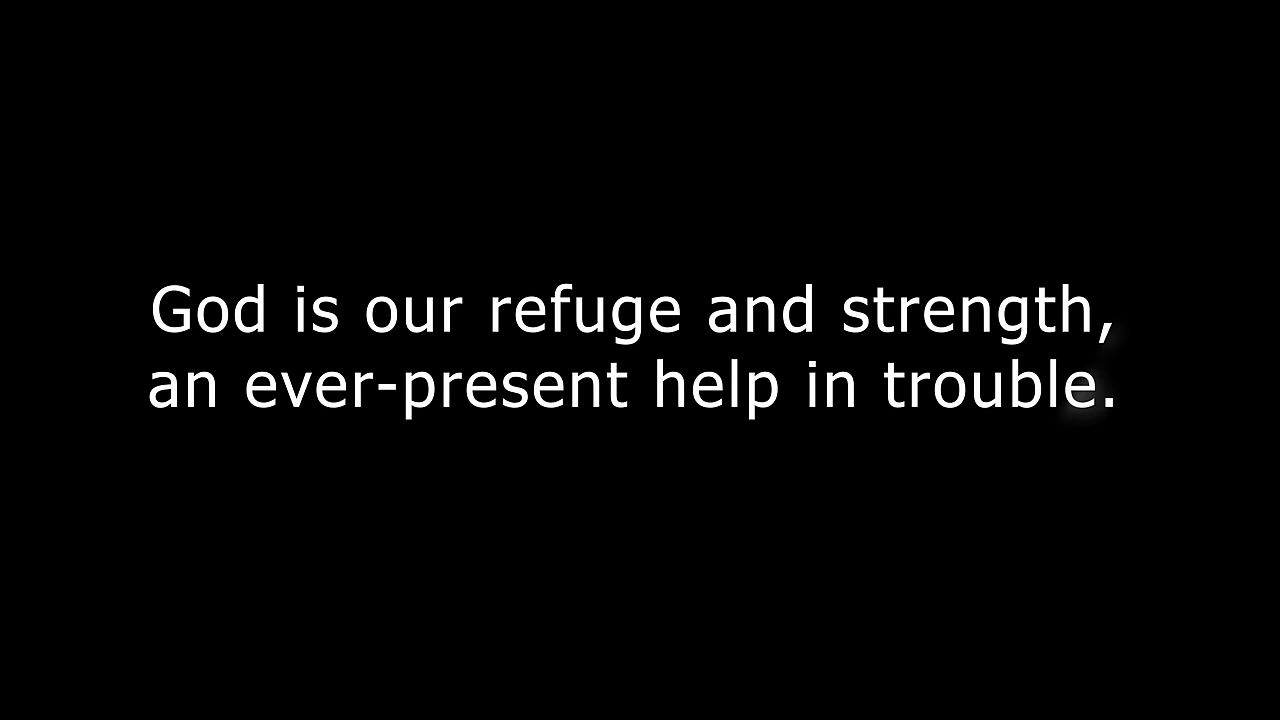 God is our refuge and strength,
an ever-present help in trouble.